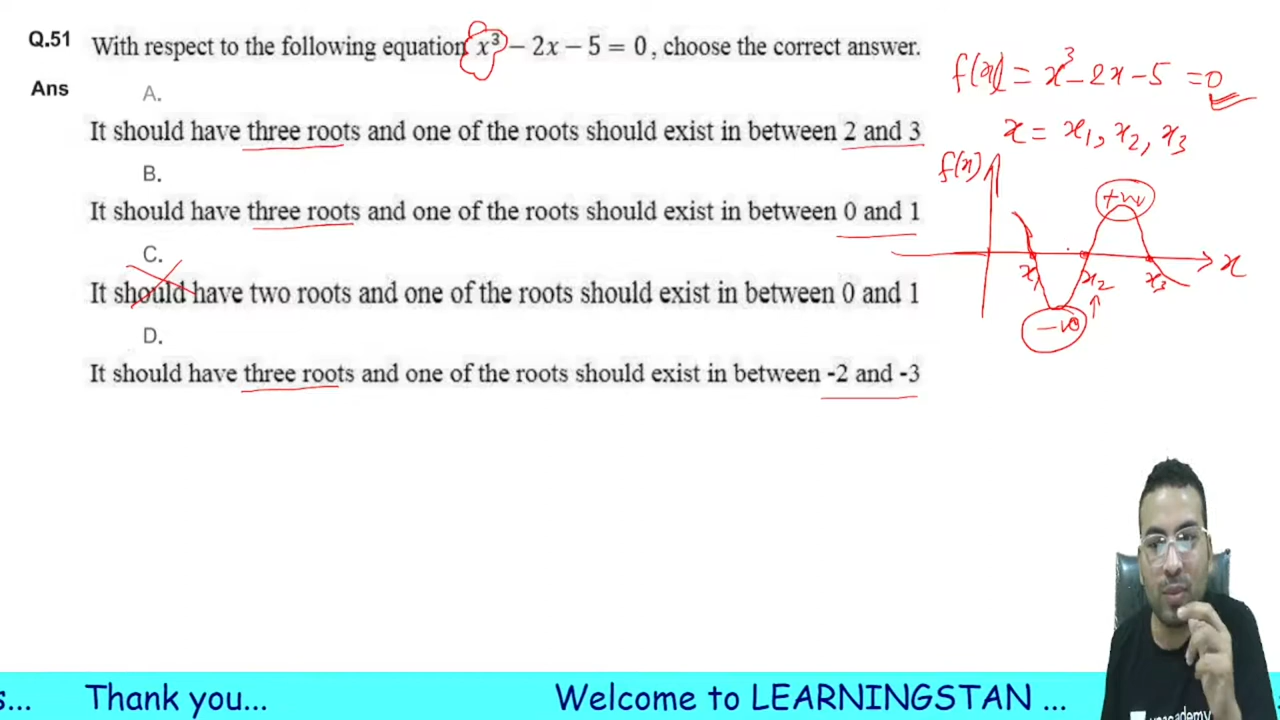 Q.51 With respect to the following equation x³ – 2x – 5 = 0, choose the correct answer.
Ans
A.
It should have three roots and one of the roots should exist in between 2 and 3
B.
It should have three roots and one of the roots should exist in between 0 and 1
C.
It should have two roots and one of the roots should exist in between 0 and 1
D.
It should have three roots and one of the roots should exist in between -2 and -3
f(x) = x³ – 2x – 5 = 0
x = x₁, x₂, x₃
f(x)
+ve
x
x₁ x₂ x₃
-ve
s... Thank you... Welcome to LEARNINGSTAN ...